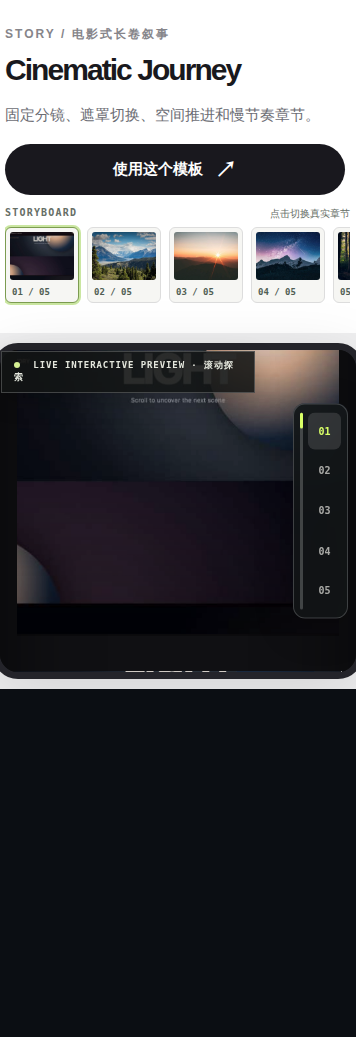 STORY / 电影式长卷叙事
Cinematic Journey
固定分镜、遮罩切换、空间推进和慢节奏章节。
使用这个模板 ↗
STORYBOARD
点击切换真实章节
LIGHT
01 / 05
02 / 05
03 / 05
04 / 05
05
LIGHT
LIVE INTERACTIVE PREVIEW · 滚动探
索
Scroll to uncover the next scene
01
02
03
04
05